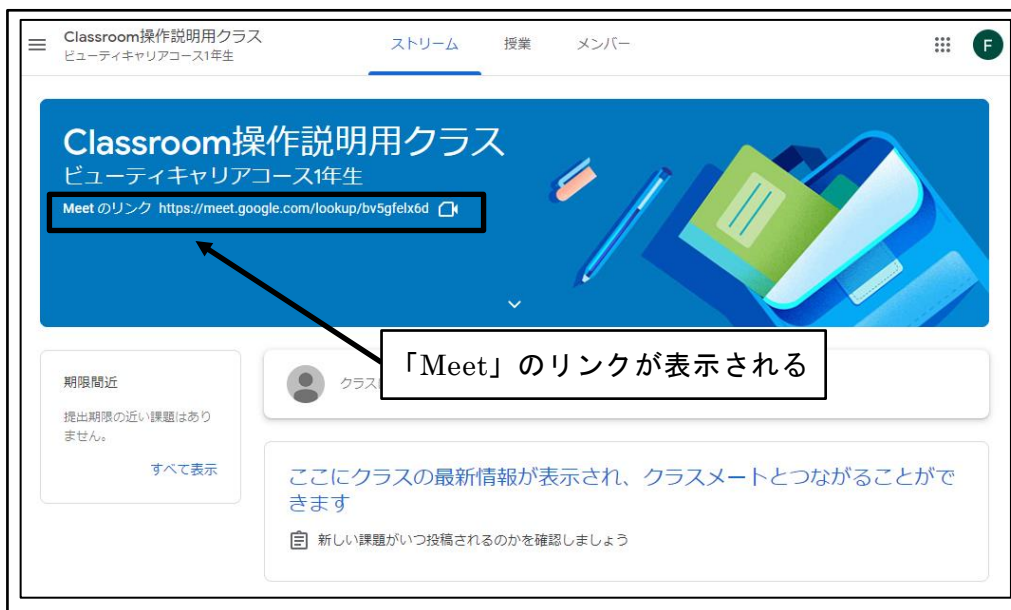 Classroom操作説明用クラス
ビューティキャリアコース1年生
ストリーム 授業 メンバー
F
Classroom操作説明用クラス
ビューティキャリアコース1年生
Meet のリンク https://meet.google.com/lookup/bv5gfelx6d
「Meet」のリンクが表示される
期限間近
提出期限の近い課題はあり
ません。
すべて表示
クラス
ここにクラスの最新情報が表示され、クラスメートとつながることがで
きます
新しい課題がいつ投稿されるのかを確認しましょう